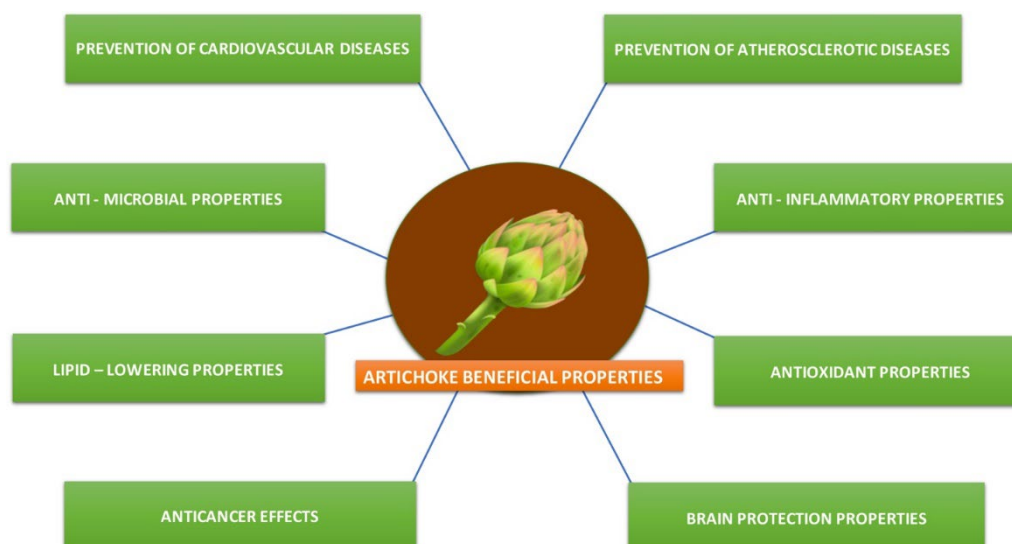 PREVENTION OF CARDIOVASCULAR DISEASES
PREVENTION OF ATHEROSCLEROTIC DISEASES
ANTI - MICROBIAL PROPERTIES
ANTI - INFLAMMATORY PROPERTIES
LIPID – LOWERING PROPERTIES
ARTICHOKE BENEFICIAL PROPERTIES
ANTIOXIDANT PROPERTIES
ANTICANCER EFFECTS
BRAIN PROTECTION PROPERTIES